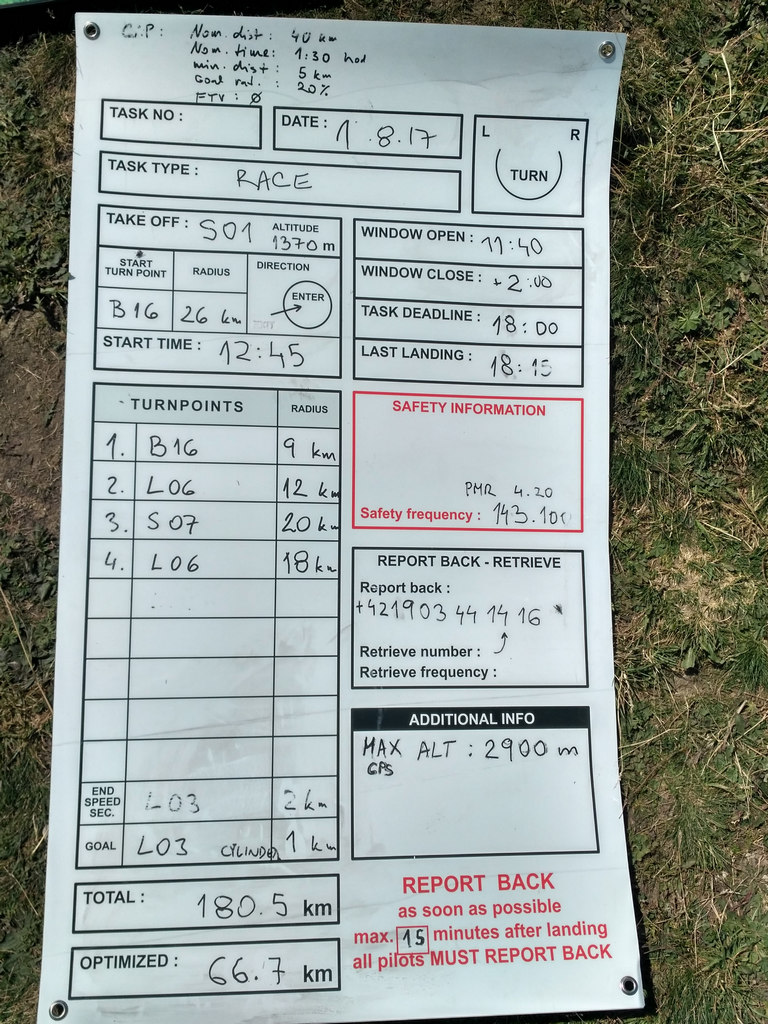 G.P: Nom. dist: 40 km
Nom. time: 1:30 hod
min. dist: 5 km
Goal rat.: 20%
FTV: Ø
TASK NO:
DATE: 1.8.17
L R
TURN
TASK TYPE: RACE
TAKE OFF: S01 ALTITUDE 1370 m
START TURN POINT RADIUS DIRECTION
B16 26 km ENTER
START TIME: 12:45
WINDOW OPEN: 11:40
WINDOW CLOSE: +2:00
TASK DEADLINE: 18:00
LAST LANDING: 18:15
TURNPOINTS RADIUS
1. B16 9 km
2. L06 12 km
3. S07 20 km
4. L06 18 km
END SPEED SEC. L03 2 km
GOAL L03 CYLINDER 1 km
TOTAL: 180.5 km
OPTIMIZED: 66.7 km
SAFETY INFORMATION
PMR 4.20
Safety frequency: 143.100
REPORT BACK - RETRIEVE
Report back:
+421903 44 14 16 *
Retrieve number:
Retrieve frequency:
ADDITIONAL INFO
MAX ALT: 2900 m
GPS
REPORT BACK
as soon as possible
max. 15 minutes after landing
all pilots MUST REPORT BACK